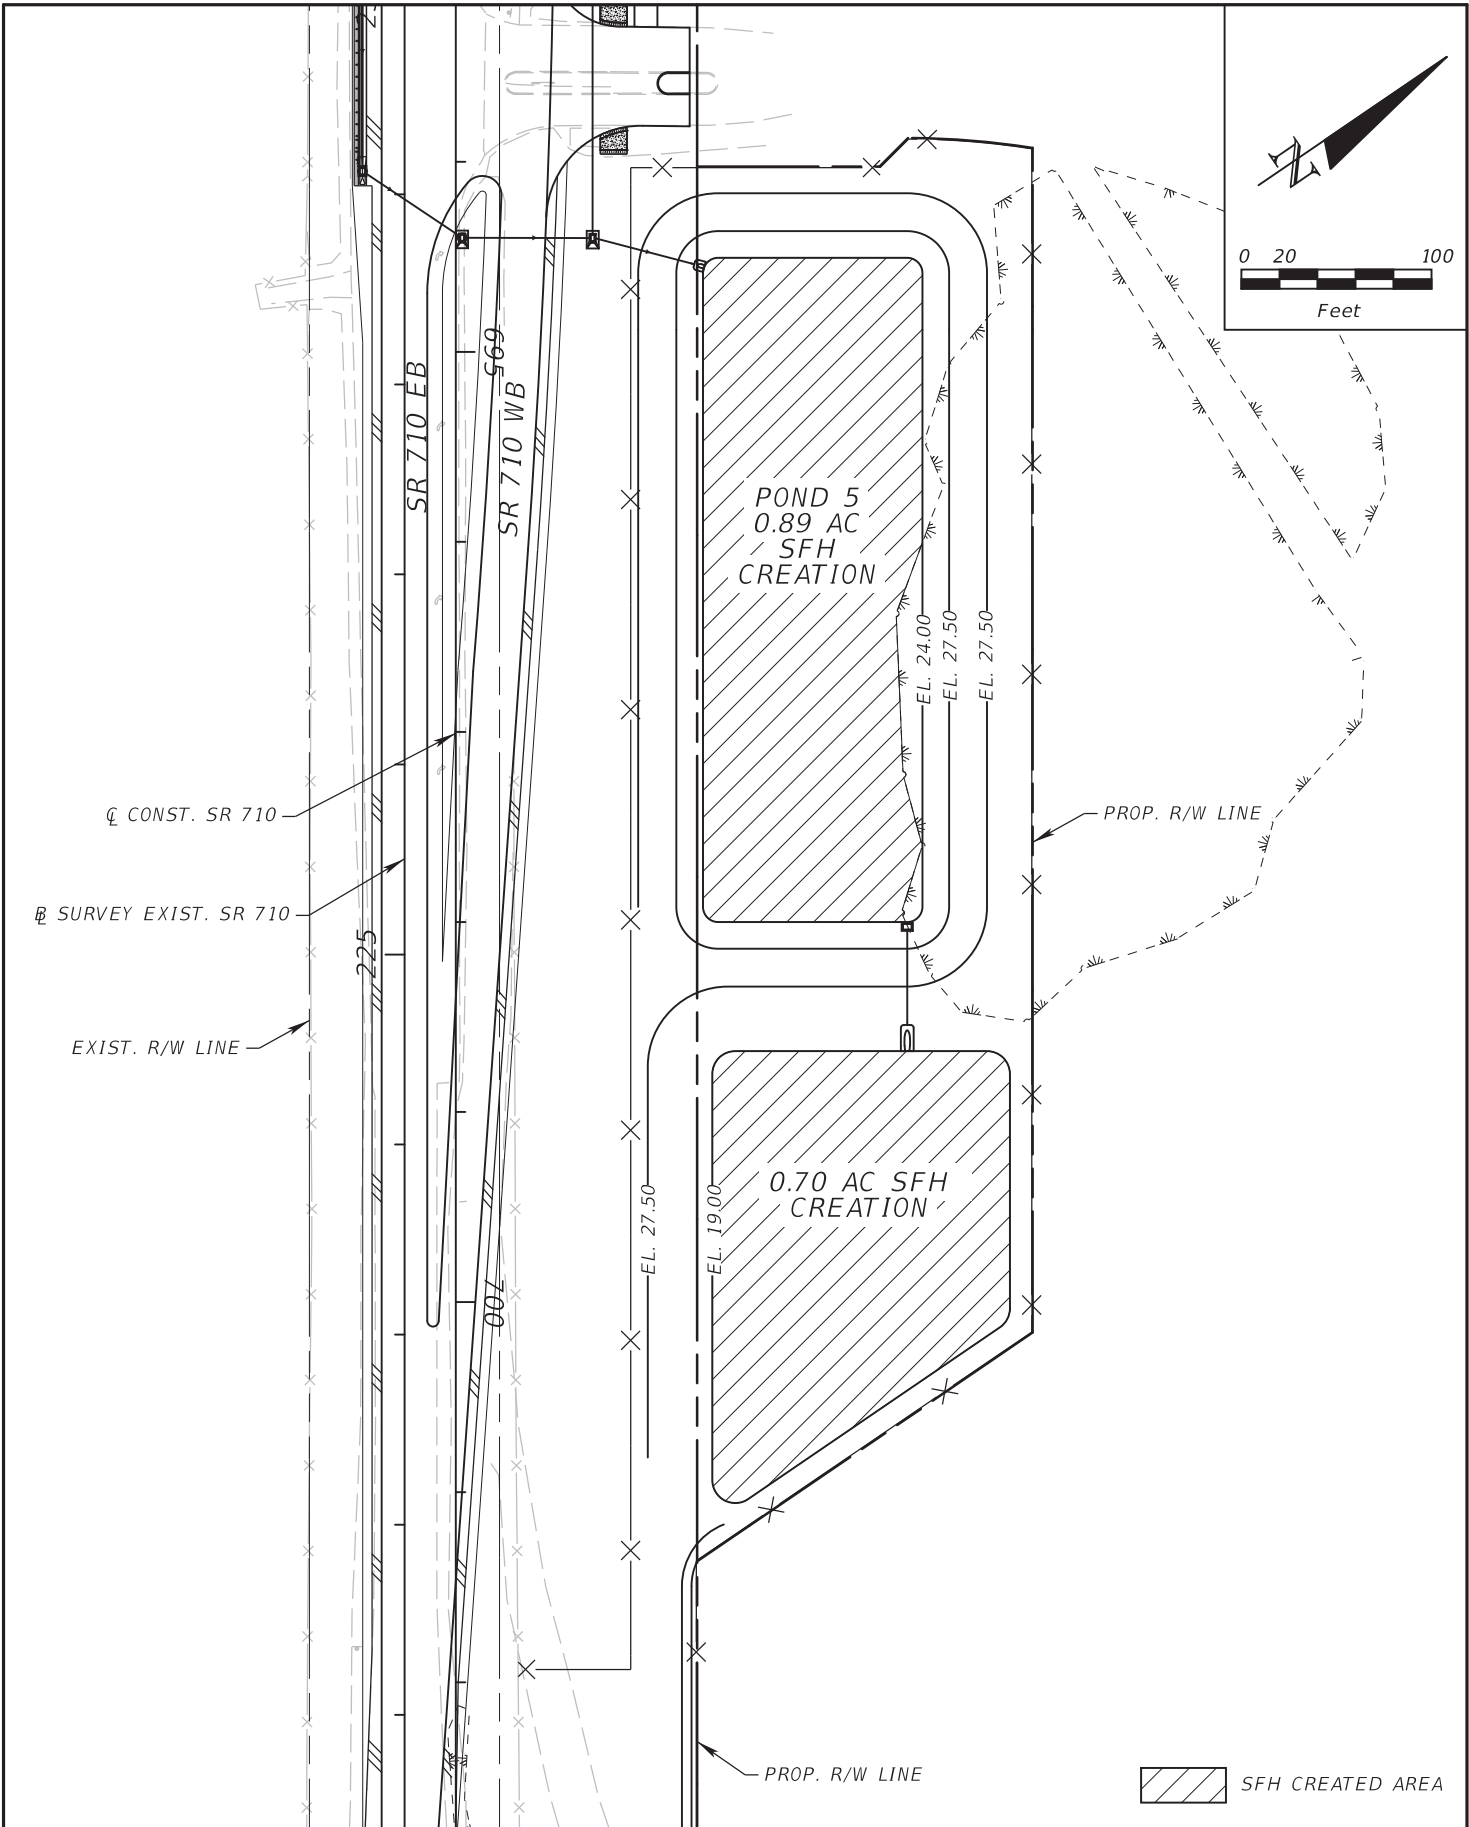 N
0 20 100
Feet
SR 710 EB
695
SR 710 WB
POND 5
0.89 AC
SFH
CREATION
EL. 24.00
EL. 27.50
EL. 27.50
℄ CONST. SR 710
PROP. R/W LINE
BL SURVEY EXIST. SR 710
225
EXIST. R/W LINE
0.70 AC SFH
CREATION
EL. 27.50
EL. 19.00
700
PROP. R/W LINE
SFH CREATED AREA